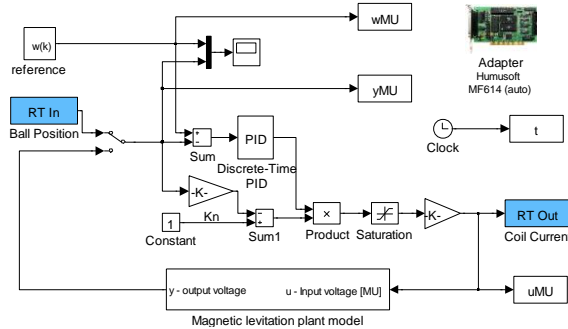 wMU
w(k)
reference
Adapter
Humusoft
MF614 (auto)
yMU
RT In
Ball Position
+
-
Sum
PID
Discrete-Time
PID
Clock
t
-K-
Kn
1
Constant
-
+
Sum1
×
Product
Saturation
-K-
RT Out
Coil Current
y - output voltage
u - Input voltage [MU]
uMU
Magnetic levitation plant model